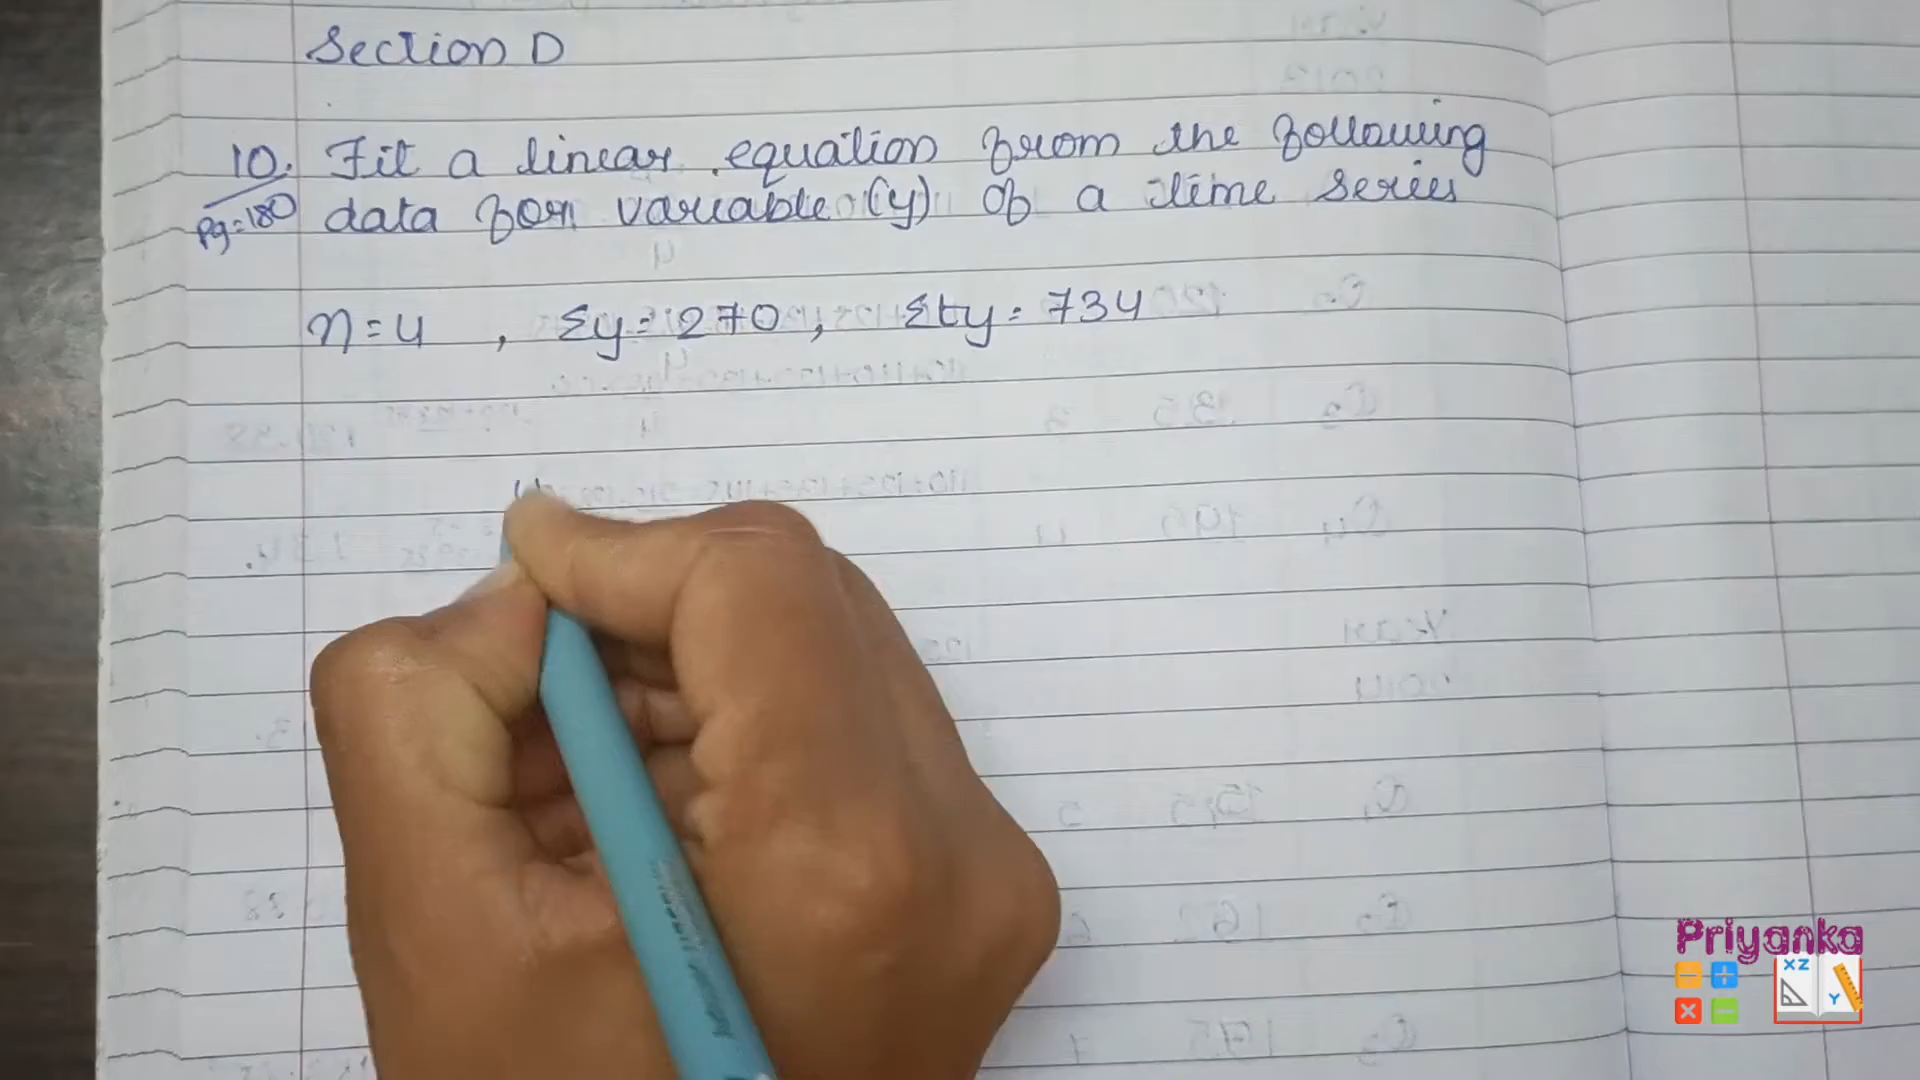 Section D
10. Fit a linear equation from the following
Pg=180 data for variable (y) of a time series
n=4 , Σy=270, Σty=734
Priyanka